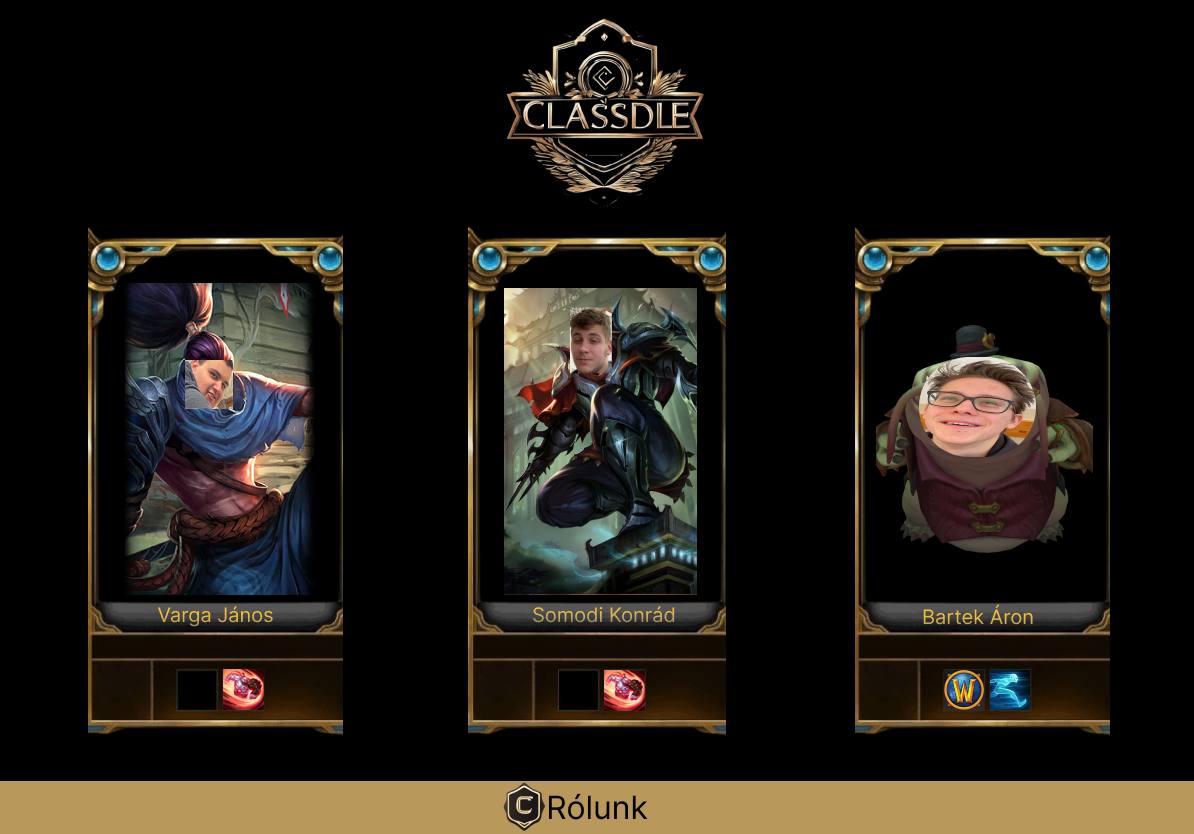 CLASSDLE
Varga János
Somodi Konrád
Bartek Áron
W
C Rólunk